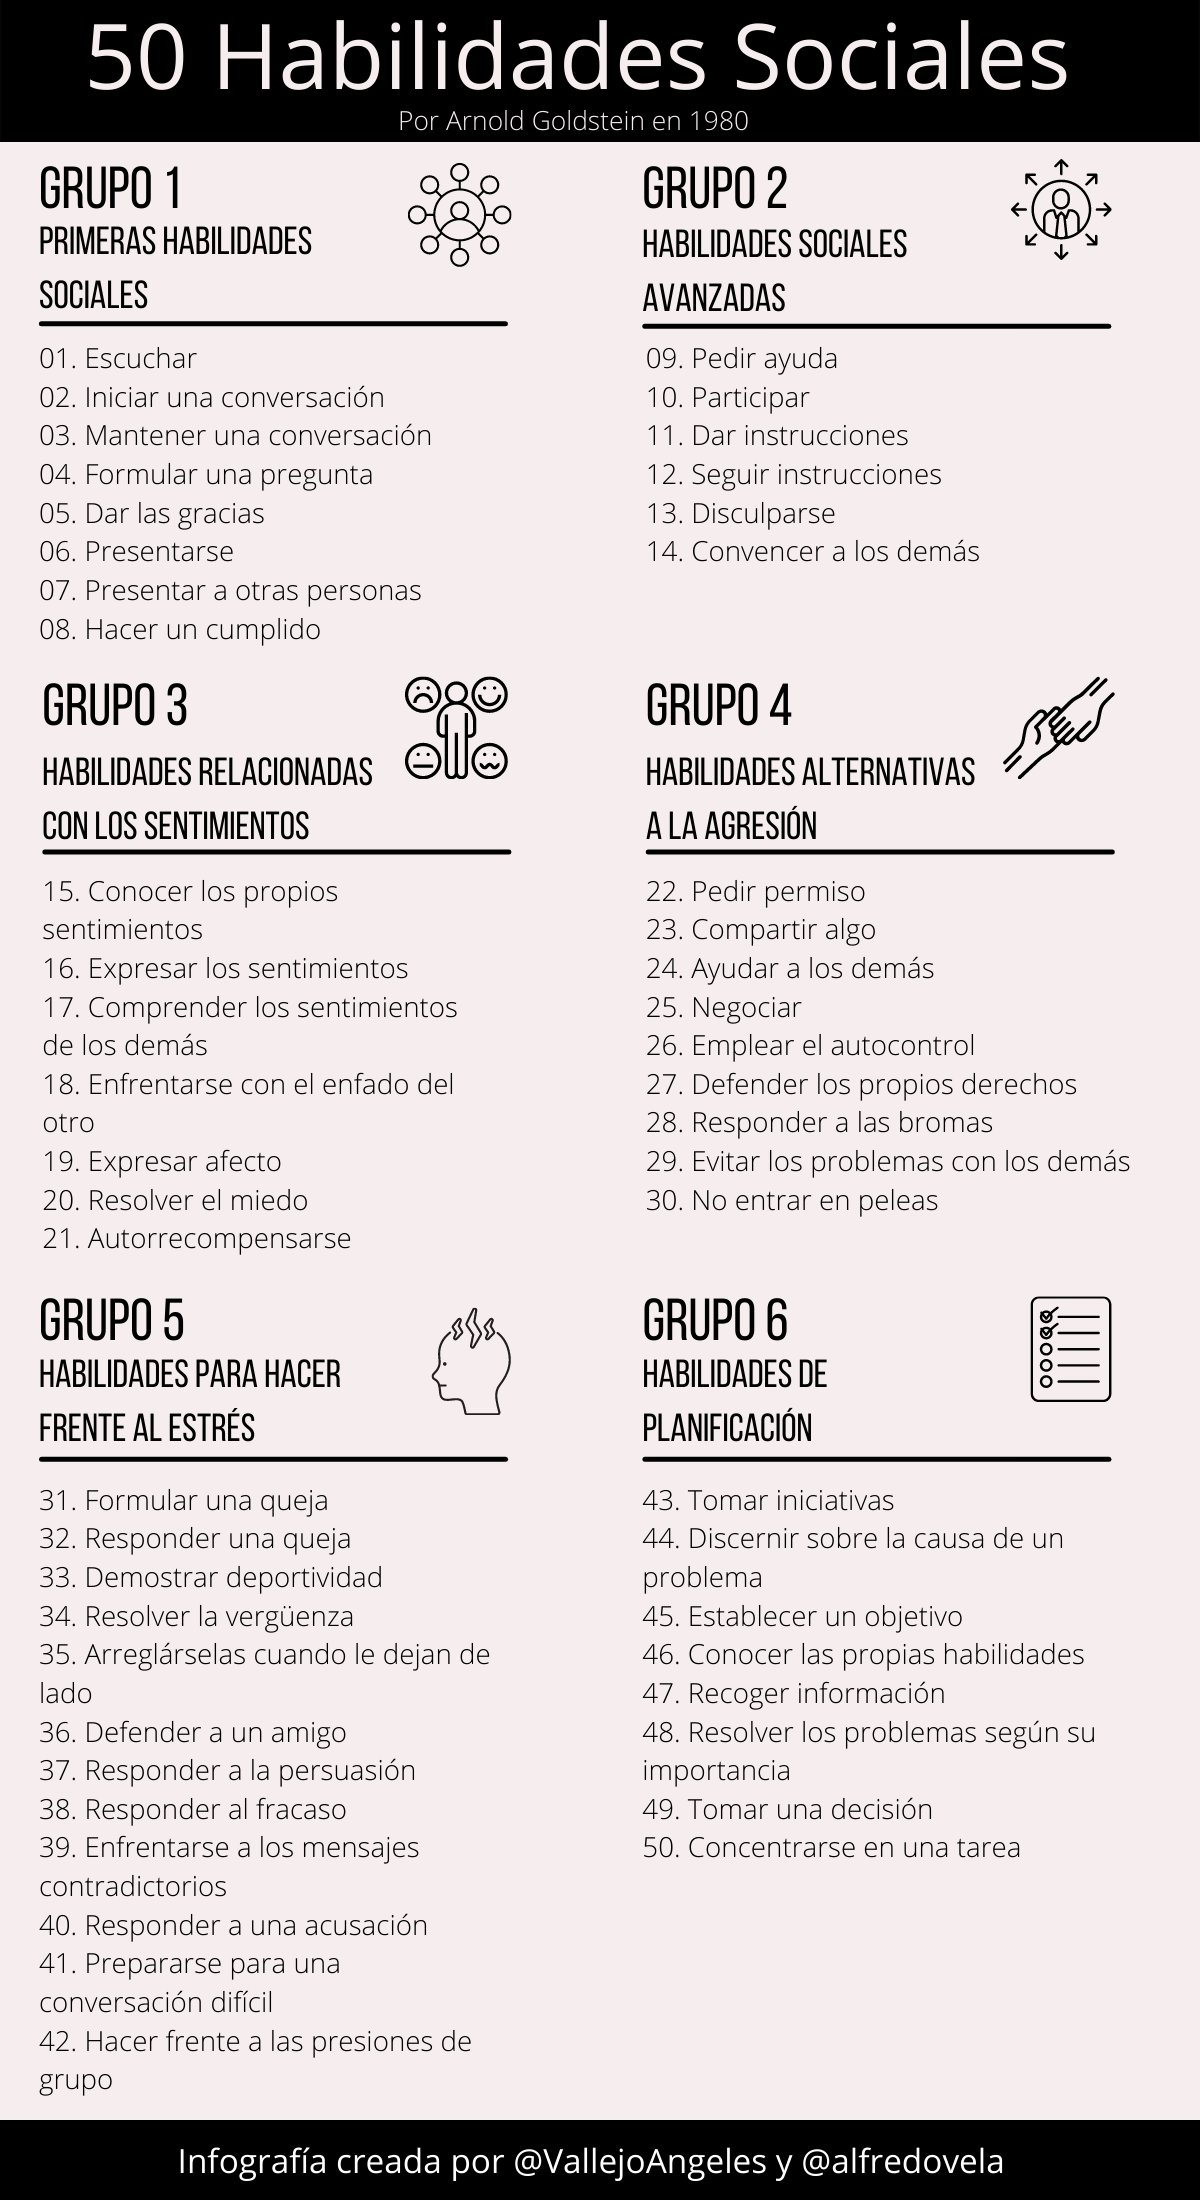 50 Habilidades Sociales
Por Arnold Goldstein en 1980
GRUPO 1
PRIMERAS HABILIDADES
SOCIALES
01. Escuchar
02. Iniciar una conversación
03. Mantener una conversación
04. Formular una pregunta
05. Dar las gracias
06. Presentarse
07. Presentar a otras personas
08. Hacer un cumplido
GRUPO 2
HABILIDADES SOCIALES
AVANZADAS
09. Pedir ayuda
10. Participar
11. Dar instrucciones
12. Seguir instrucciones
13. Disculparse
14. Convencer a los demás
GRUPO 3
HABILIDADES RELACIONADAS
CON LOS SENTIMIENTOS
15. Conocer los propios
sentimientos
16. Expresar los sentimientos
17. Comprender los sentimientos
de los demás
18. Enfrentarse con el enfado del
otro
19. Expresar afecto
20. Resolver el miedo
21. Autorrecompensarse
GRUPO 4
HABILIDADES ALTERNATIVAS
A LA AGRESIÓN
22. Pedir permiso
23. Compartir algo
24. Ayudar a los demás
25. Negociar
26. Emplear el autocontrol
27. Defender los propios derechos
28. Responder a las bromas
29. Evitar los problemas con los demás
30. No entrar en peleas
GRUPO 5
HABILIDADES PARA HACER
FRENTE AL ESTRÉS
31. Formular una queja
32. Responder una queja
33. Demostrar deportividad
34. Resolver la vergüenza
35. Arreglárselas cuando le dejan de
lado
36. Defender a un amigo
37. Responder a la persuasión
38. Responder al fracaso
39. Enfrentarse a los mensajes
contradictorios
40. Responder a una acusación
41. Prepararse para una
conversación difícil
42. Hacer frente a las presiones de
grupo
GRUPO 6
HABILIDADES DE
PLANIFICACIÓN
43. Tomar iniciativas
44. Discernir sobre la causa de un
problema
45. Establecer un objetivo
46. Conocer las propias habilidades
47. Recoger información
48. Resolver los problemas según su
importancia
49. Tomar una decisión
50. Concentrarse en una tarea
Infografía creada por @VallejoAngeles y @alfredovela